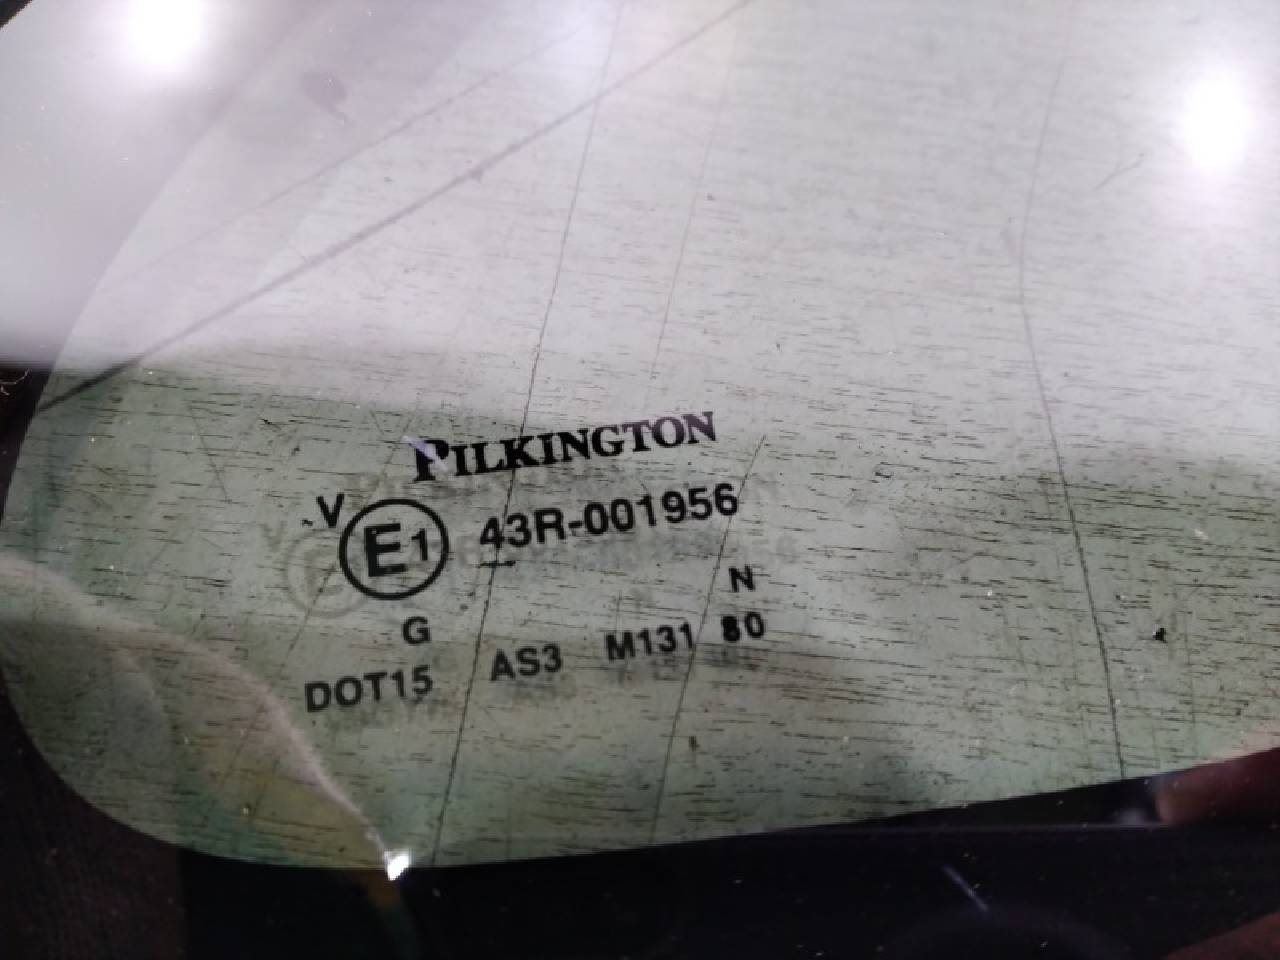 PILKINGTON
V E1 43R-001956
N
G
DOT15 AS3 M131 80